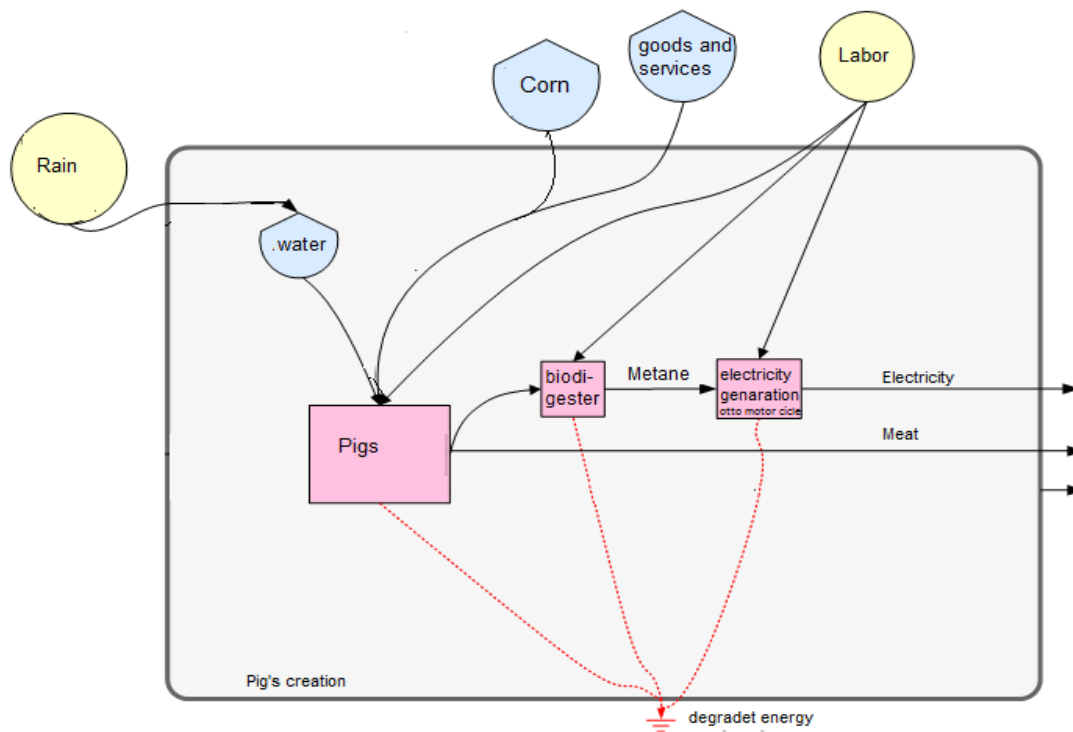 goods and
services
Labor
Corn
Rain
.water
biodi-
gester
Metane
electricity
genaration
otto motor cicle
Electricity
Meat
Pigs
Pig's creation
degradet energy